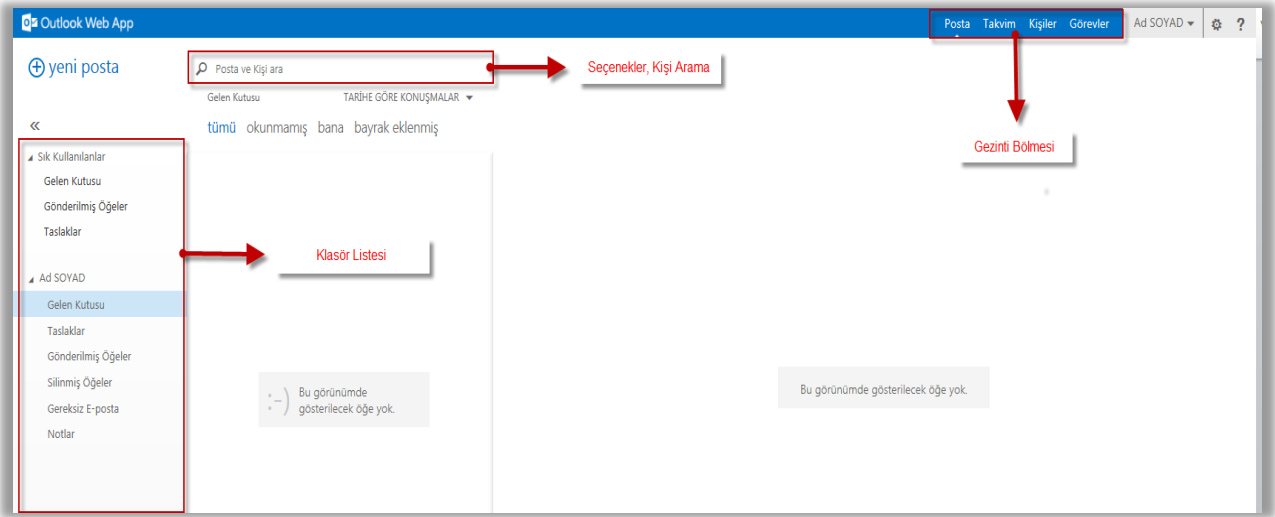 Outlook Web App
Posta Takvim Kişiler Görevler Ad SOYAD
?
yeni posta
Posta ve Kişi ara
Seçenekler, Kişi Arama
Gelen Kutusu TARİHE GÖRE KONUŞMALAR
tümü okunmamış bana bayrak eklenmiş
Gezinti Bölmesi
Sık Kullanılanlar
Gelen Kutusu
Gönderilmiş Öğeler
Taslaklar
Klasör Listesi
Ad SOYAD
Gelen Kutusu
Taslaklar
Gönderilmiş Öğeler
Silinmiş Öğeler
Gereksiz E-posta
Notlar
:-)
Bu görünümde
gösterilecek öğe yok.
Bu görünümde gösterilecek öğe yok.